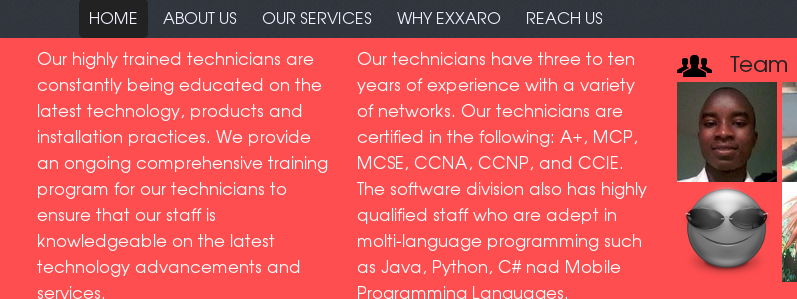 HOME ABOUT US OUR SERVICES WHY EXXARO REACH US
Our highly trained technicians are
constantly being educated on the
latest technology, products and
installation practices. We provide
an ongoing comprehensive training
program for our technicians to
ensure that our staff is
knowledgeable on the latest
technology advancements and
services.
Our technicians have three to ten
years of experience with a variety
of networks. Our technicians are
certified in the following: A+, MCP,
MCSE, CCNA, CCNP, and CCIE.
The software division also has highly
qualified staff who are adept in
molti-language programming such
as Java, Python, C# nad Mobile
Programming Languages.
Team